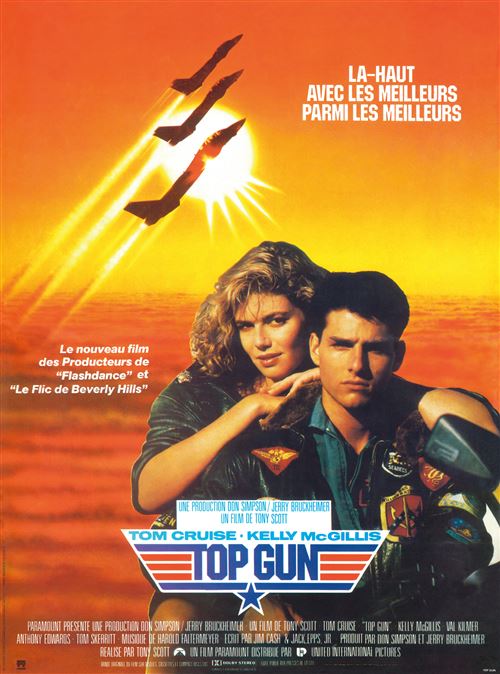 LA-HAUT
AVEC LES MEILLEURS
PARMI LES MEILLEURS
Le nouveau film
des Producteurs de
"Flashdance" et
"Le Flic de Beverly Hills"
UNE PRODUCTION DON SIMPSON/JERRY BRUCKHEIMER
UN FILM DE TONY SCOTT
TOM CRUISE · KELLY McGILLIS
TOP GUN
PARAMOUNT PRESENTE UNE PRODUCTION DON SIMPSON / JERRY BRUCKHEIMER · UN FILM DE TONY SCOTT TOM CRUISE "TOP GUN" KELLY McGILLIS VAL KILMER
ANTHONY EDWARDS · TOM SKERRITT · MUSIQUE DE HAROLD FALTERMEYER · ECRIT PAR JIM CASH & JACK EPPS, JR · PRODUIT PAR DON SIMPSON ET JERRY BRUCKHEIMER
REALISE PAR TONY SCOTT UN FILM PARAMOUNT DISTRIBUE PAR UNITED INTERNATIONAL PICTURES
DOLBY STEREO
TOP GUN